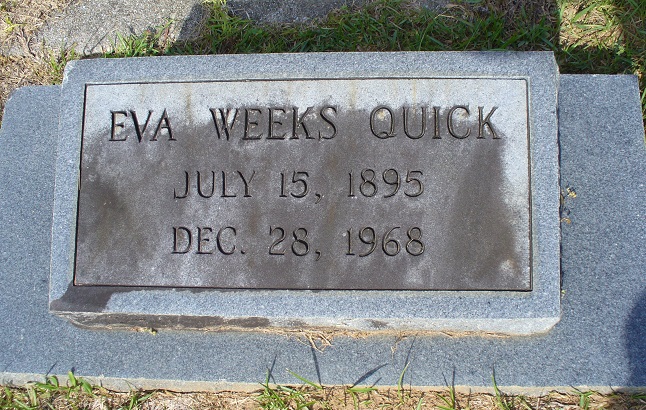 EVA WEEKS QUICK
JULY 15, 1895
DEC. 28, 1968